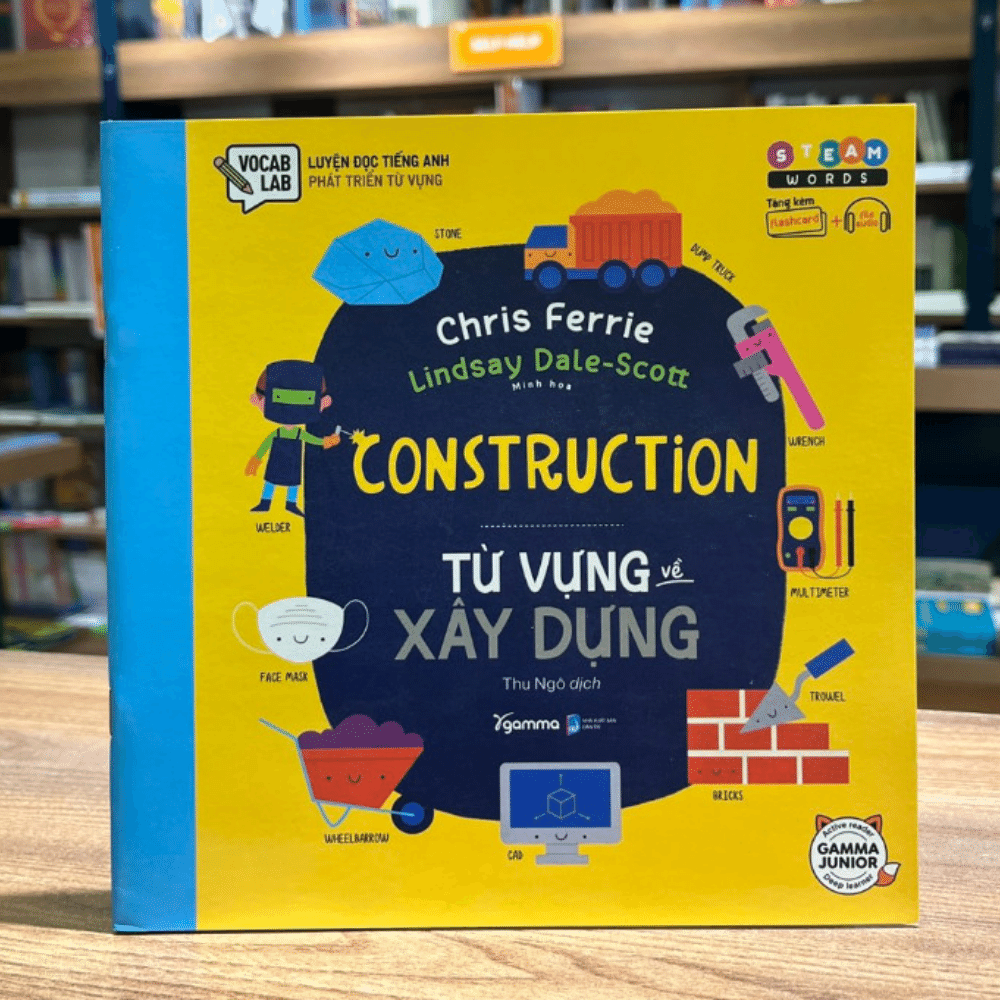 VOCAB
LAB
LUYỆN ĐỌC TIẾNG ANH
PHÁT TRIỂN TỪ VỰNG
STEAM
WORDS
Tặng kèm
flashcard + file audio
STONE
DUMP TRUCK
Chris Ferrie
Lindsay Dale-Scott
Minh họa
WRENCH
CONSTRUCTION
WELDER
TỪ VỰNG về
XÂY DỰNG
MULTIMETER
Thu Ngô dịch
FACE MASK
gamma
TROWEL
BRICKS
WHEELBARROW
CAD
Active reader
GAMMA
JUNIOR
Deep learner